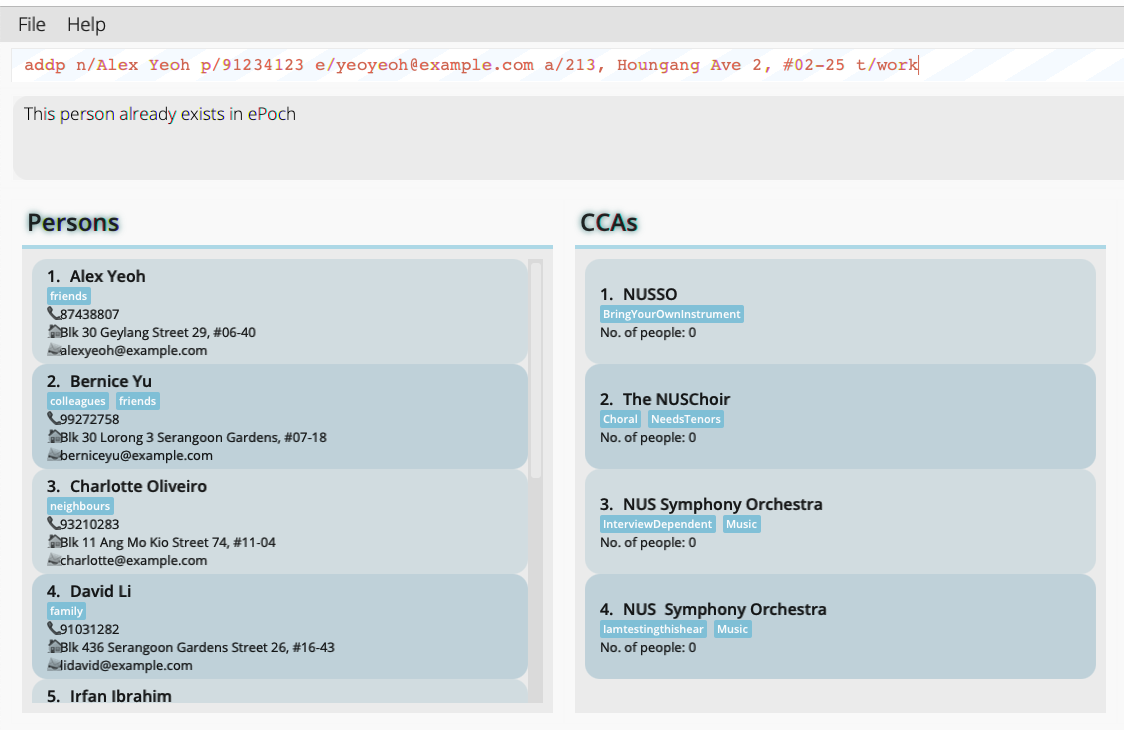 File Help
addp n/Alex Yeoh p/91234123 e/yeoyeoh@example.com a/213, Houngang Ave 2, #02-25 t/work
This person already exists in ePoch
Persons
1. Alex Yeoh
friends
87438807
Blk 30 Geylang Street 29, #06-40
alexyeoh@example.com
2. Bernice Yu
colleagues friends
99272758
Blk 30 Lorong 3 Serangoon Gardens, #07-18
berniceyu@example.com
3. Charlotte Oliveiro
neighbours
93210283
Blk 11 Ang Mo Kio Street 74, #11-04
charlotte@example.com
4. David Li
family
91031282
Blk 436 Serangoon Gardens Street 26, #16-43
lidavid@example.com
5. Irfan Ibrahim
CCAs
1. NUSSO
BringYourOwnInstrument
No. of people: 0
2. The NUSChoir
Choral NeedsTenors
No. of people: 0
3. NUS Symphony Orchestra
InterviewDependent Music
No. of people: 0
4. NUS  Symphony Orchestra
Iamtestingthishear Music
No. of people: 0